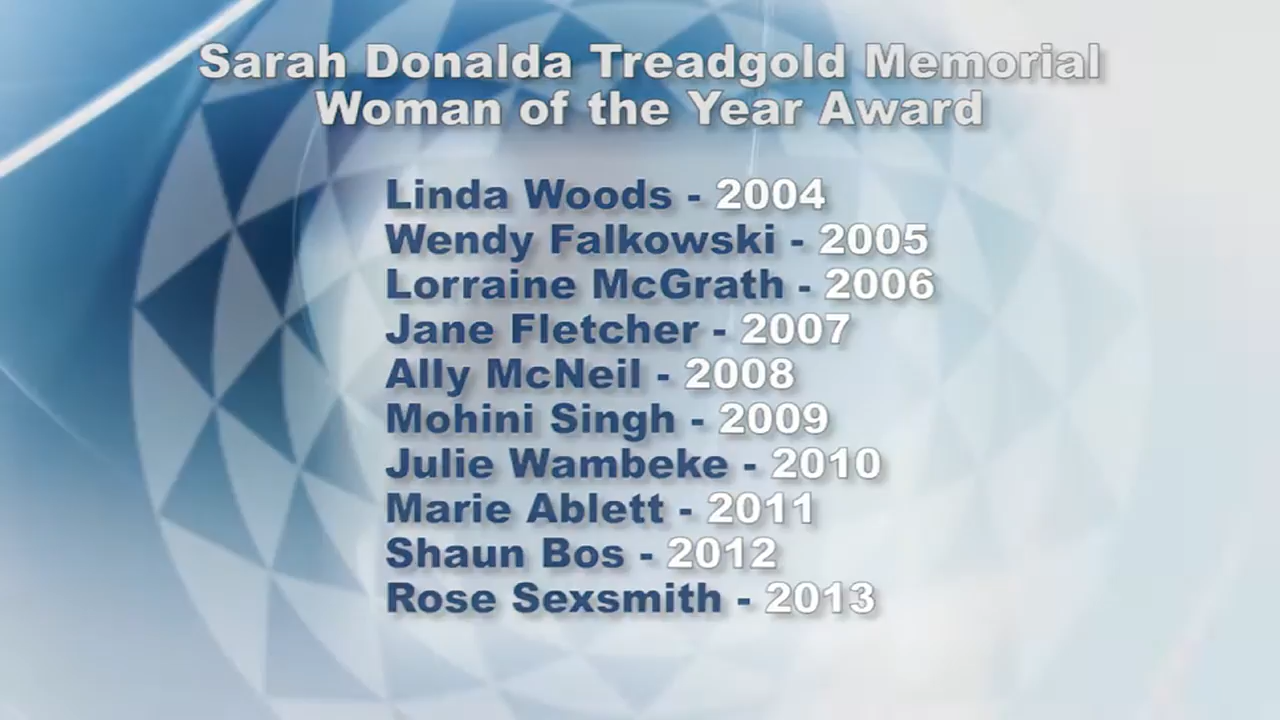 Sarah Donalda Treadgold Memorial
Woman of the Year Award
Linda Woods - 2004
Wendy Falkowski - 2005
Lorraine McGrath - 2006
Jane Fletcher - 2007
Ally McNeil - 2008
Mohini Singh - 2009
Julie Wambeke - 2010
Marie Ablett - 2011
Shaun Bos - 2012
Rose Sexsmith - 2013